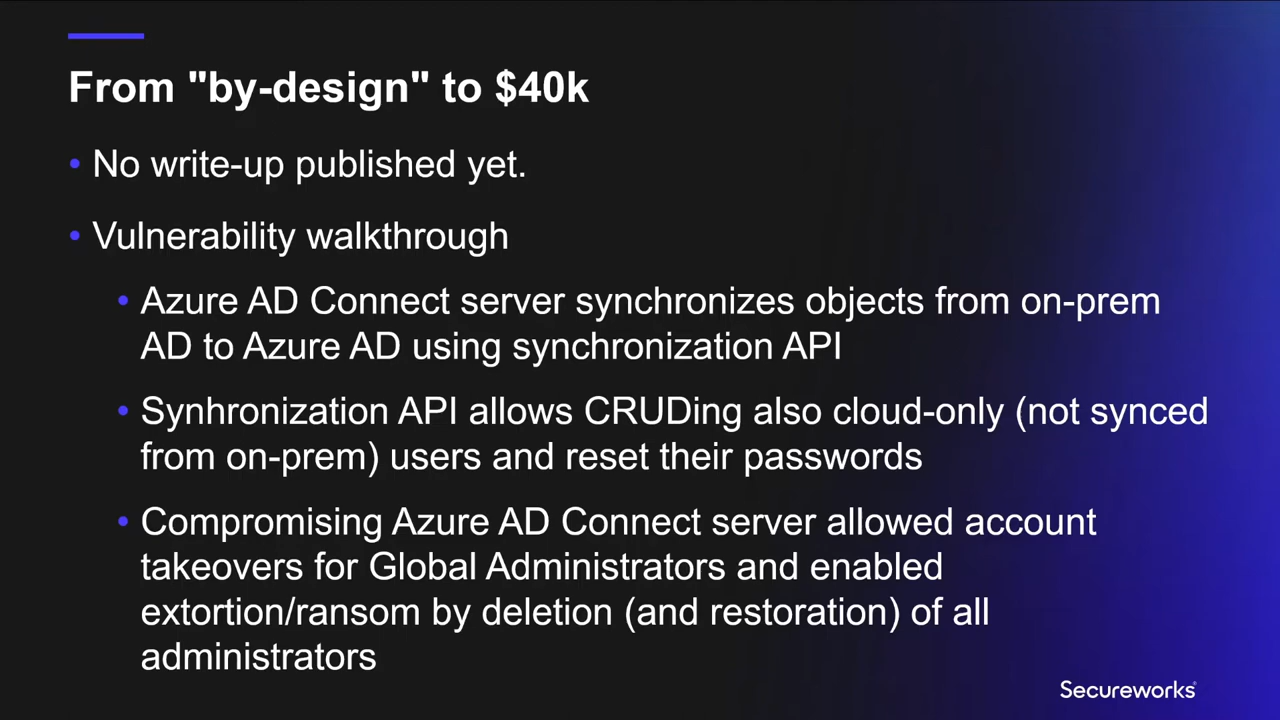 From "by-design" to $40k
• No write-up published yet.
• Vulnerability walkthrough
• Azure AD Connect server synchronizes objects from on-prem
AD to Azure AD using synchronization API
• Synhronization API allows CRUDing also cloud-only (not synced
from on-prem) users and reset their passwords
• Compromising Azure AD Connect server allowed account
takeovers for Global Administrators and enabled
extortion/ransom by deletion (and restoration) of all
administrators
Secureworks®